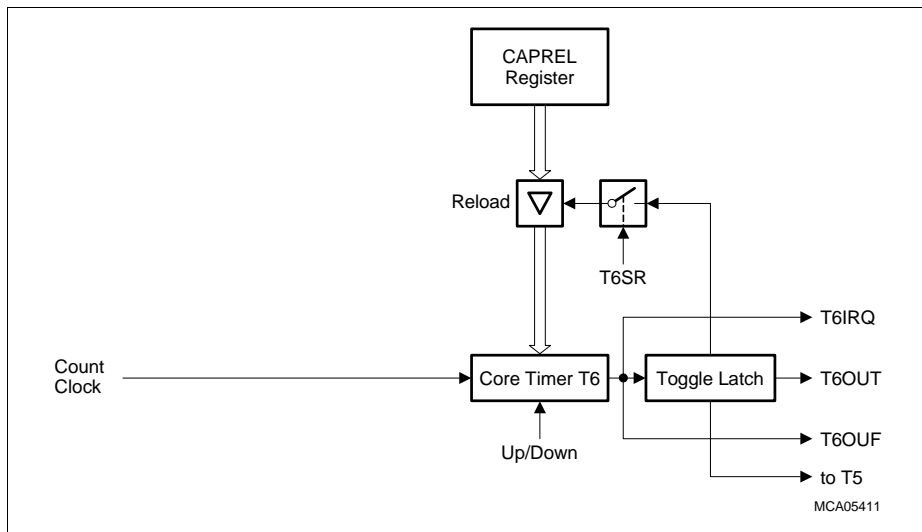 CAPREL
Register
Reload
T6SR
T6IRQ
Count
Clock
Core Timer T6
Toggle Latch
T6OUT
Up/Down
T6OUF
to T5
MCA05411